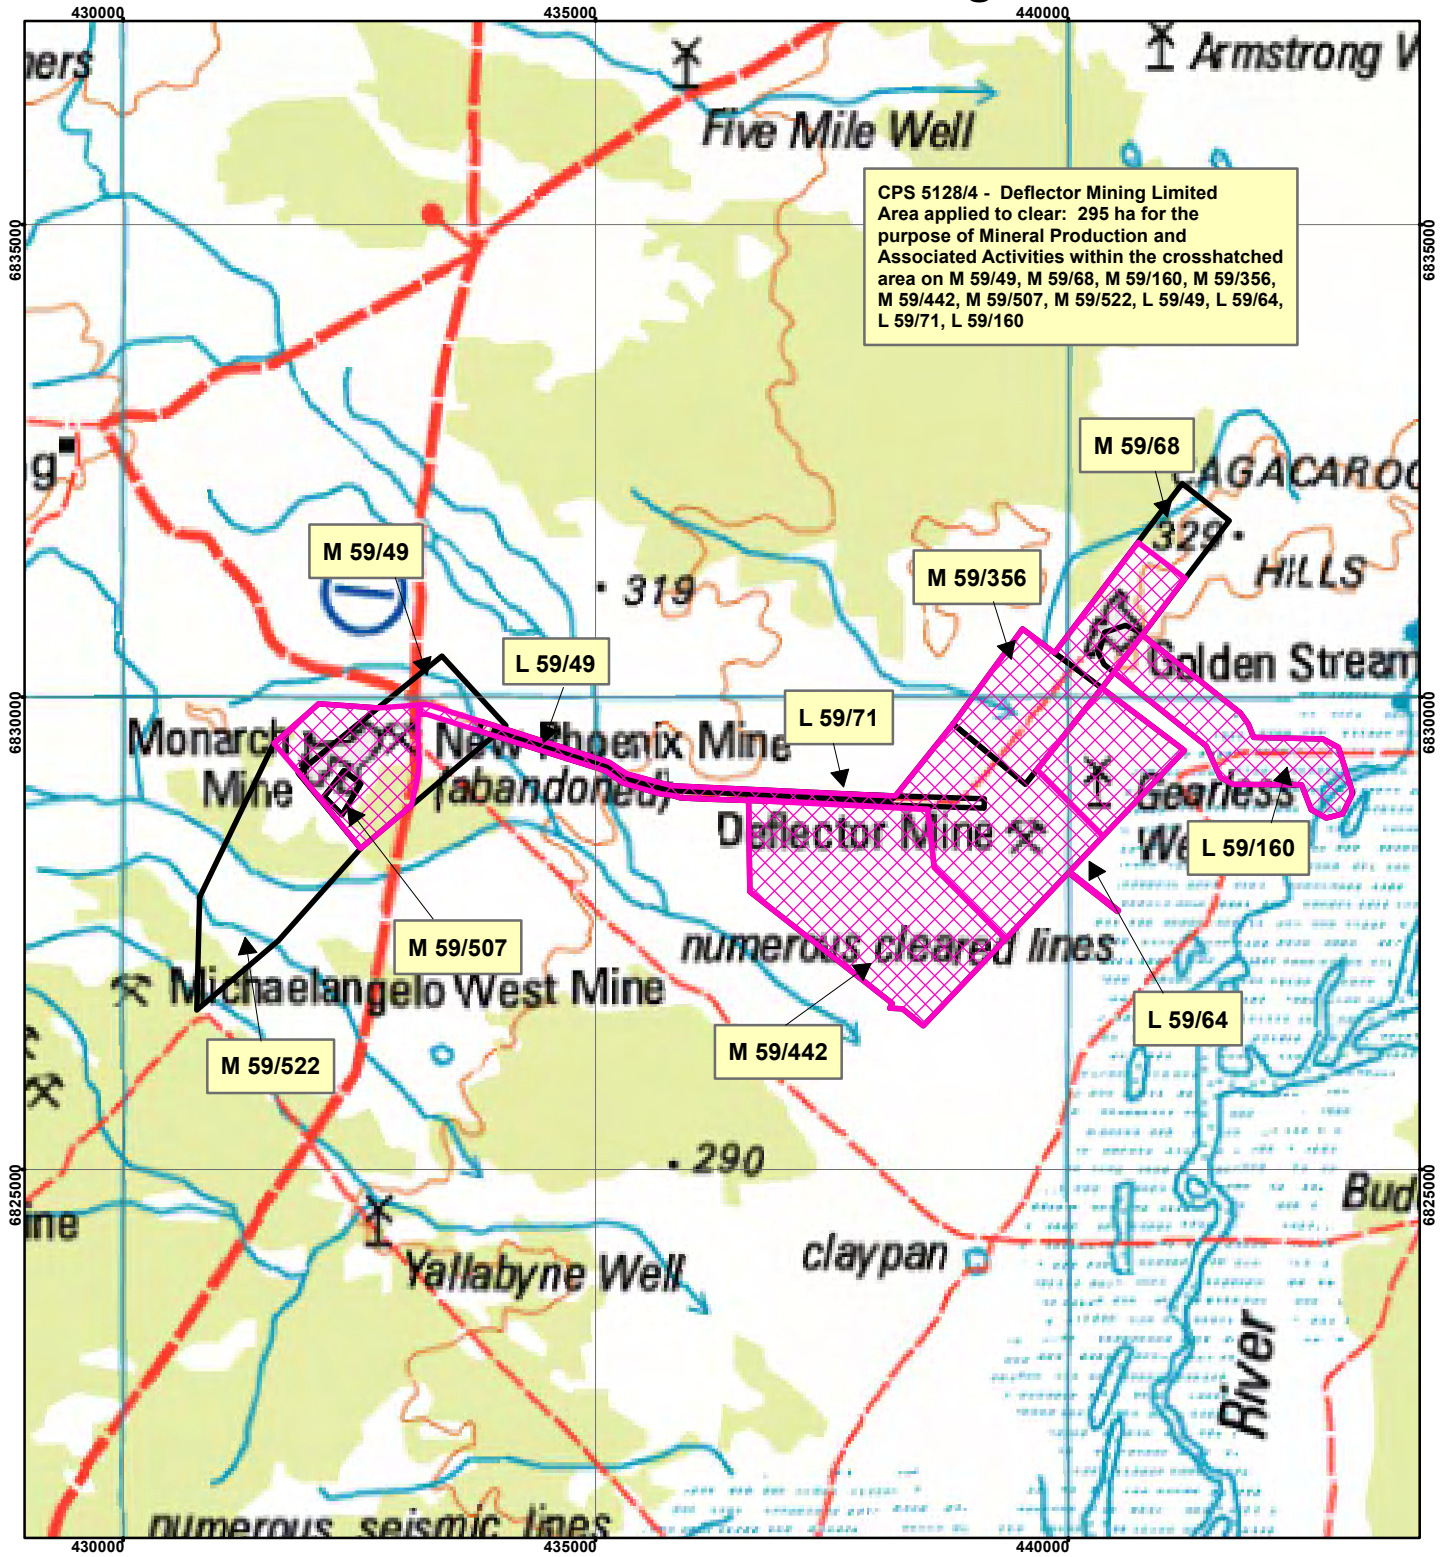 430000
435000
440000
Armstrong W
Five Mile Well
CPS 5128/4 - Deflector Mining Limited
Area applied to clear: 295 ha for the
purpose of Mineral Production and
Associated Activities within the crosshatched
area on M 59/49, M 59/68, M 59/160, M 59/356,
M 59/442, M 59/507, M 59/522, L 59/49, L 59/64,
L 59/71, L 59/160
6835000
6835000
M 59/68
CAGACAROO
329
HILLS
M 59/49
M 59/356
319
L 59/49
Golden Stream
6830000
6830000
L 59/71
Monarch
Mine
New Phoenix Mine
(abandoned)
Gearless
We
Deflector Mine
L 59/160
M 59/507
numerous cleared lines
Michaelangelo West Mine
L 59/64
M 59/442
M 59/522
290
6825000
6825000
Bud
ine
claypan
Yallabyne Well
River
numerous seismic lines
430000
435000
440000